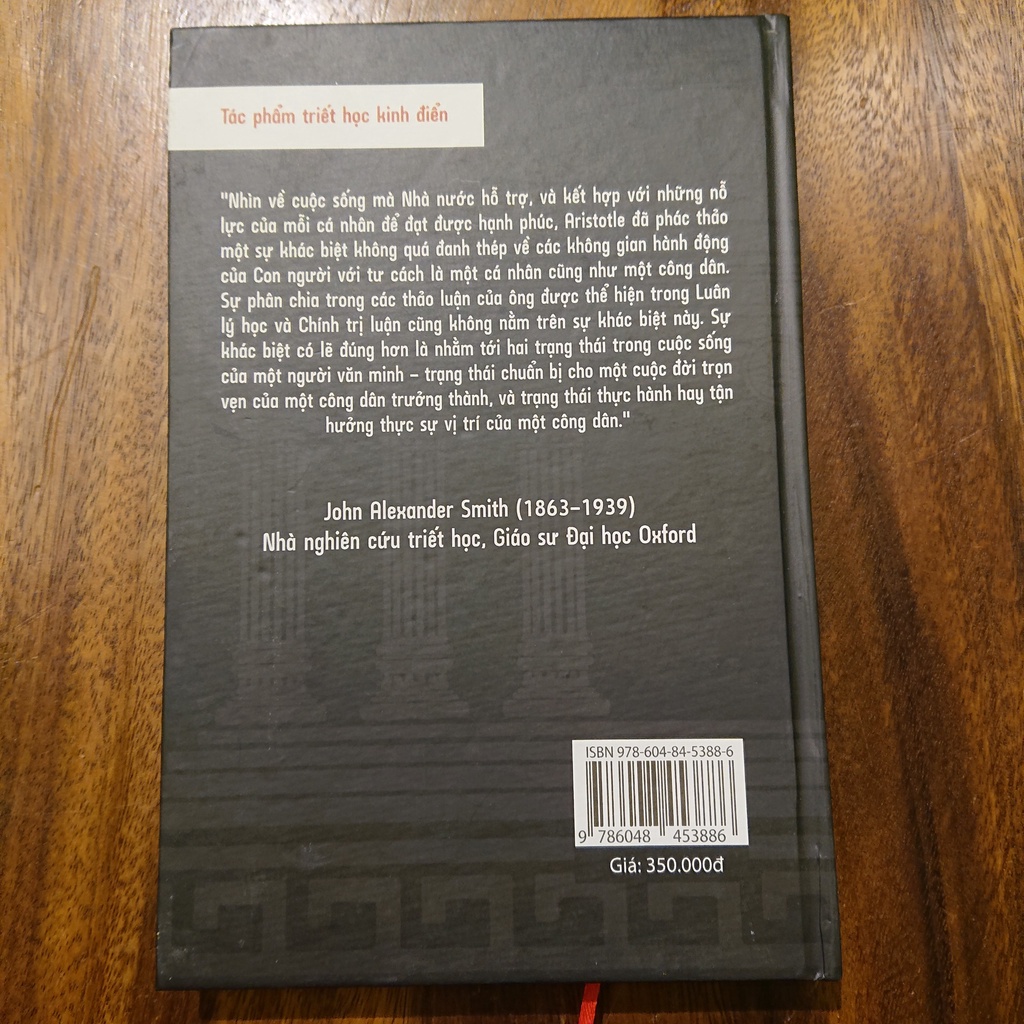 Tác phẩm triết học kinh điển
"Nhìn về cuộc sống mà Nhà nước hỗ trợ, và kết hợp với những nỗ
lực của mỗi cá nhân để đạt được hạnh phúc, Aristotle đã phác thảo
một sự khác biệt không quá đanh thép về các không gian hành động
của Con người với tư cách là một cá nhân cũng như một công dân.
Sự phân chia trong các thảo luận của ông được thể hiện trong Luân
lý học và Chính trị luận cũng không nằm trên sự khác biệt này. Sự
khác biệt có lẽ đúng hơn là nhằm tới hai trạng thái trong cuộc sống
của một người văn minh – trạng thái chuẩn bị cho một cuộc đời trọn
vẹn của một công dân trưởng thành, và trạng thái thực hành hay tận
hưởng thực sự vị trí của một công dân."
John Alexander Smith (1863–1939)
Nhà nghiên cứu triết học, Giáo sư Đại học Oxford
ISBN 978-604-84-5388-6
9 786048 453886
Giá: 350.000đ